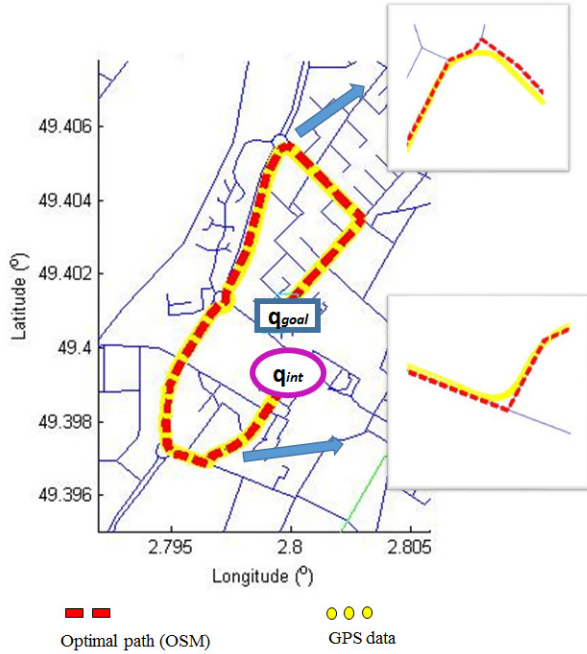 49.406
49.404
49.402
49.4
49.398
49.396
Latitude (º)
qgoal
qint
2.795
2.8
2.805
Longitude (º)
Optimal path (OSM)
GPS data